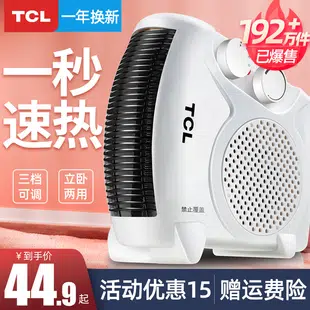 TCL 一年换新
192+
万件
已爆售
一秒
速热
三档
可调
立卧
两用
TCL
禁止覆盖
到手价
44.9起
活动优惠15
赠运费险